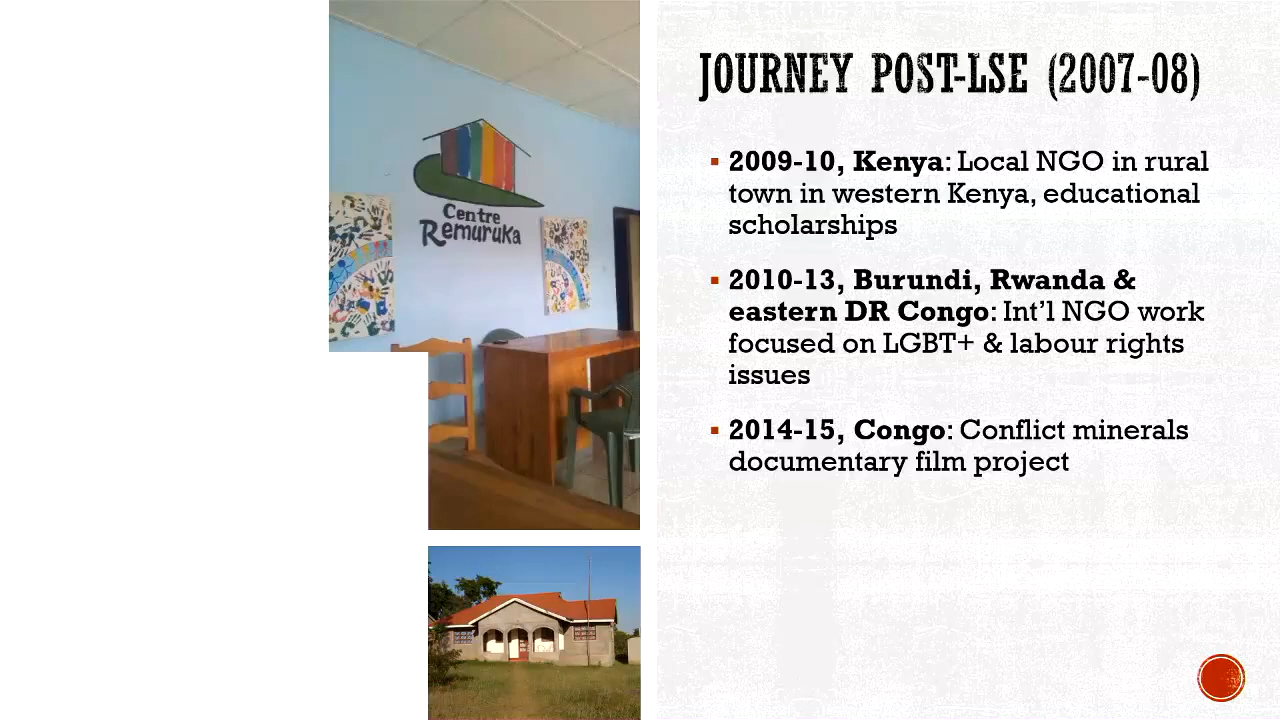 Centre
Remuruka
JOURNEY POST-LSE (2007-08)
2009-10, Kenya: Local NGO in rural
town in western Kenya, educational
scholarships
2010-13, Burundi, Rwanda &
eastern DR Congo: Int'l NGO work
focused on LGBT+ & labour rights
issues
2014-15, Congo: Conflict minerals
documentary film project